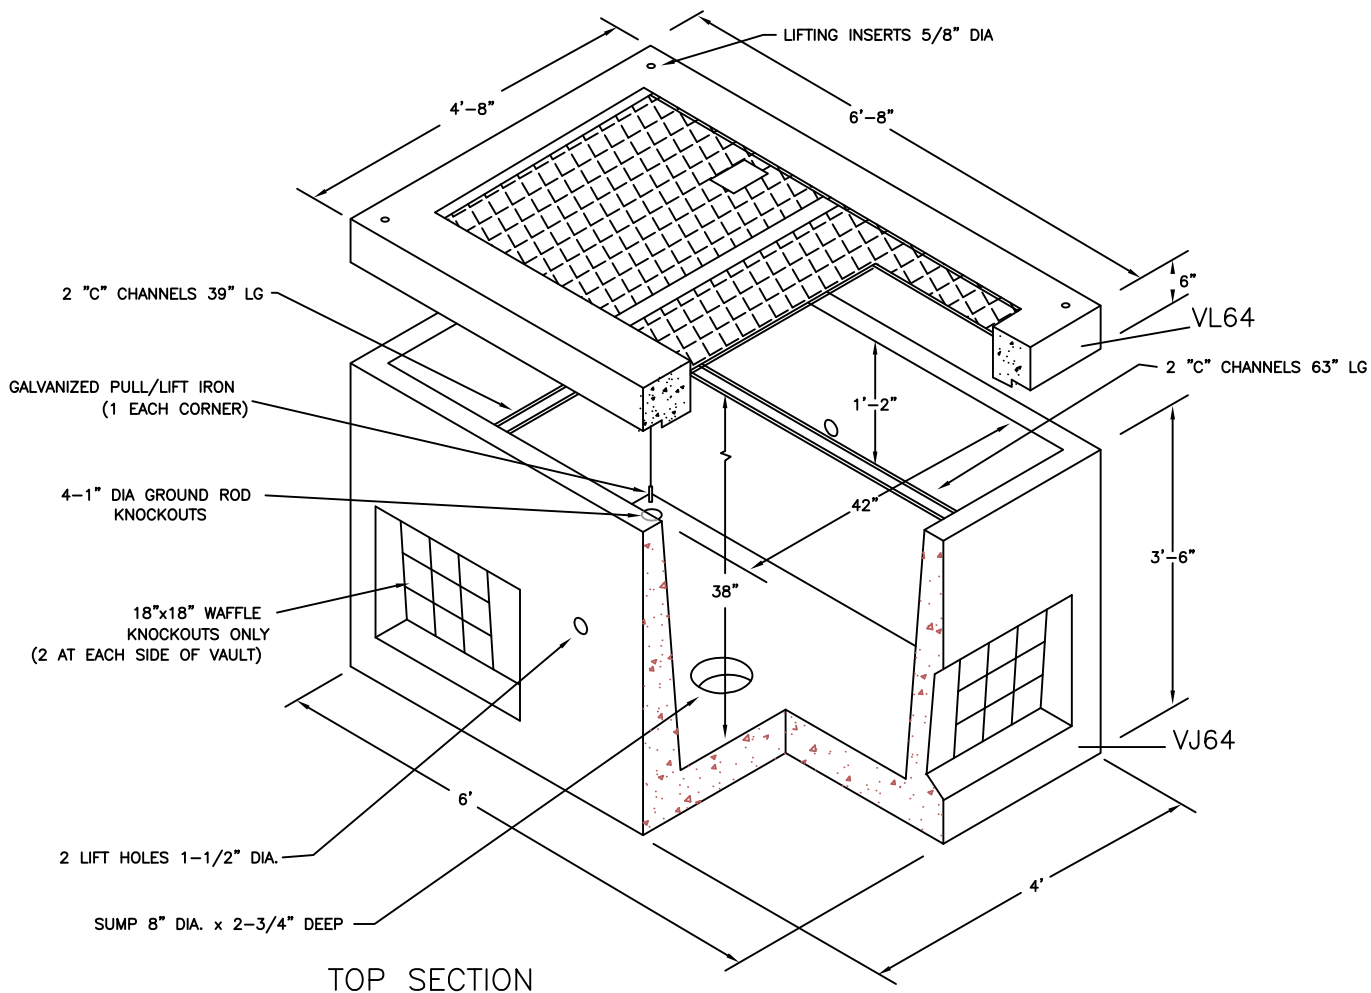 LIFTING INSERTS 5/8" DIA
4'-8"
6'-8"
6"
VL64
2 "C" CHANNELS 39" LG
2 "C" CHANNELS 63" LG
GALVANIZED PULL/LIFT IRON
(1 EACH CORNER)
1'-2"
4-1" DIA GROUND ROD
KNOCKOUTS
42"
3'-6"
38"
18"x18" WAFFLE
KNOCKOUTS ONLY
(2 AT EACH SIDE OF VAULT)
VJ64
6'
2 LIFT HOLES 1-1/2" DIA.
4'
SUMP 8" DIA. x 2-3/4" DEEP
TOP SECTION